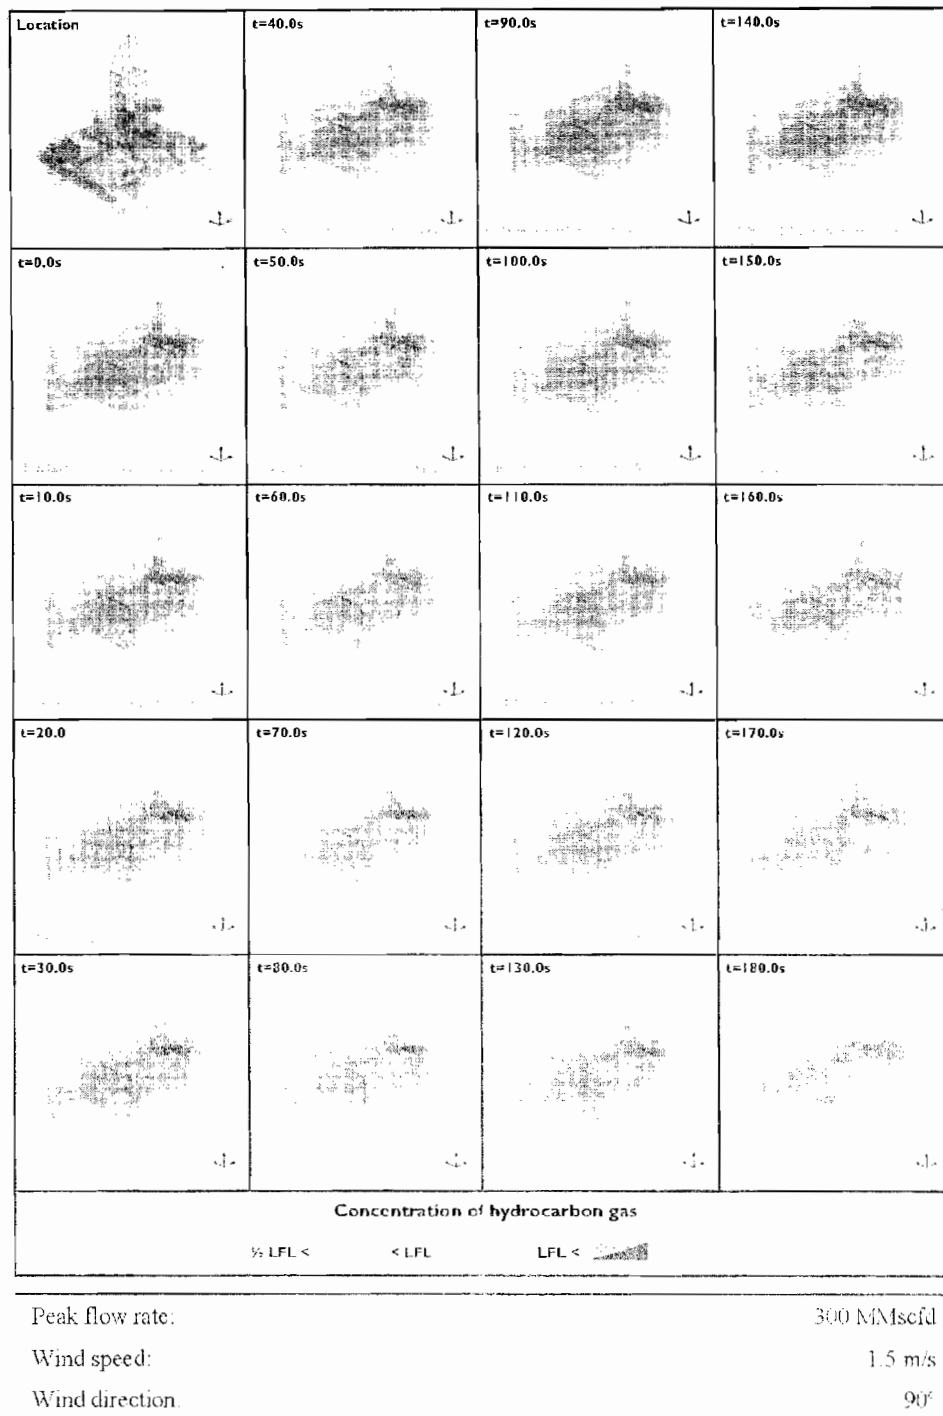 Location
t=40.0s
t=90.0s
t=140.0s
t=0.0s
t=50.0s
t=100.0s
t=150.0s
t=10.0s
t=60.0s
t=110.0s
t=160.0s
t=20.0
t=70.0s
t=120.0s
t=170.0s
t=30.0s
t=80.0s
t=130.0s
t=180.0s
Concentration of hydrocarbon gas
½ LFL < < LFL LFL <
Peak flow rate: 300 MMscfd
Wind speed: 1.5 m/s
Wind direction. 90°